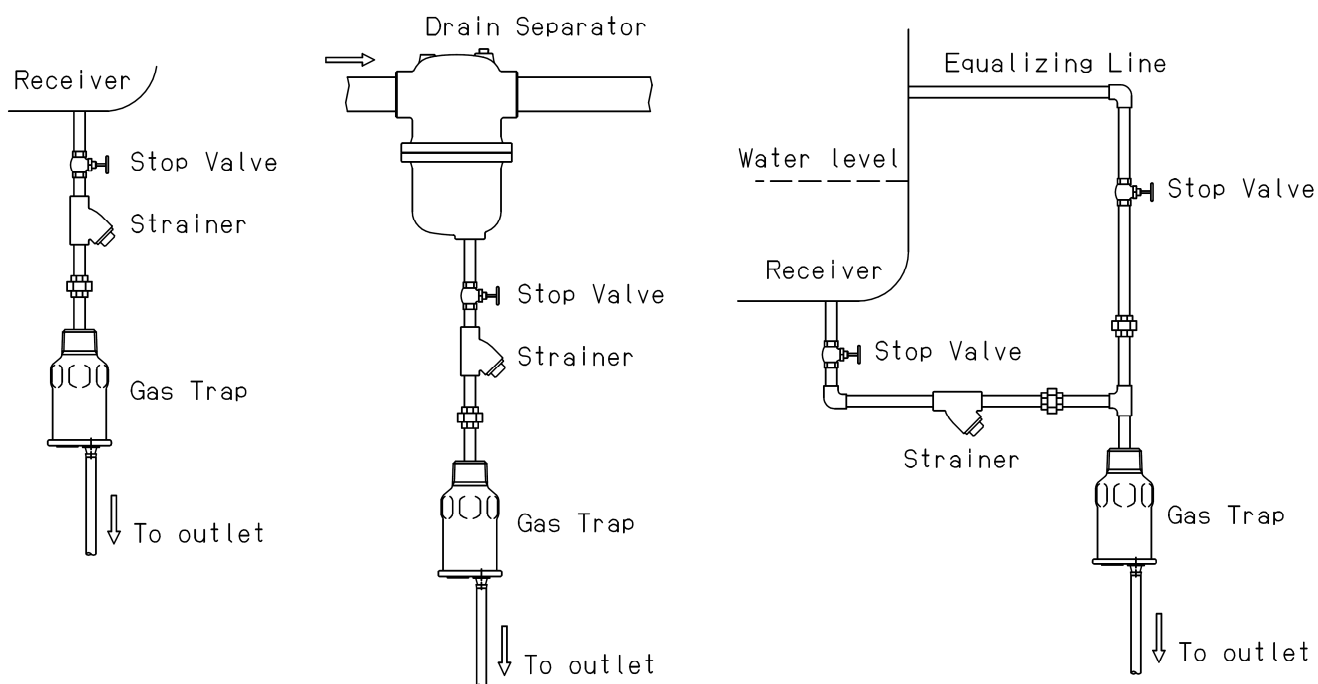 Receiver
Stop Valve
Strainer
Gas Trap
To outlet
Drain Separator
Stop Valve
Strainer
Gas Trap
To outlet
Equalizing Line
Water level
Stop Valve
Receiver
Stop Valve
Strainer
Gas Trap
To outlet